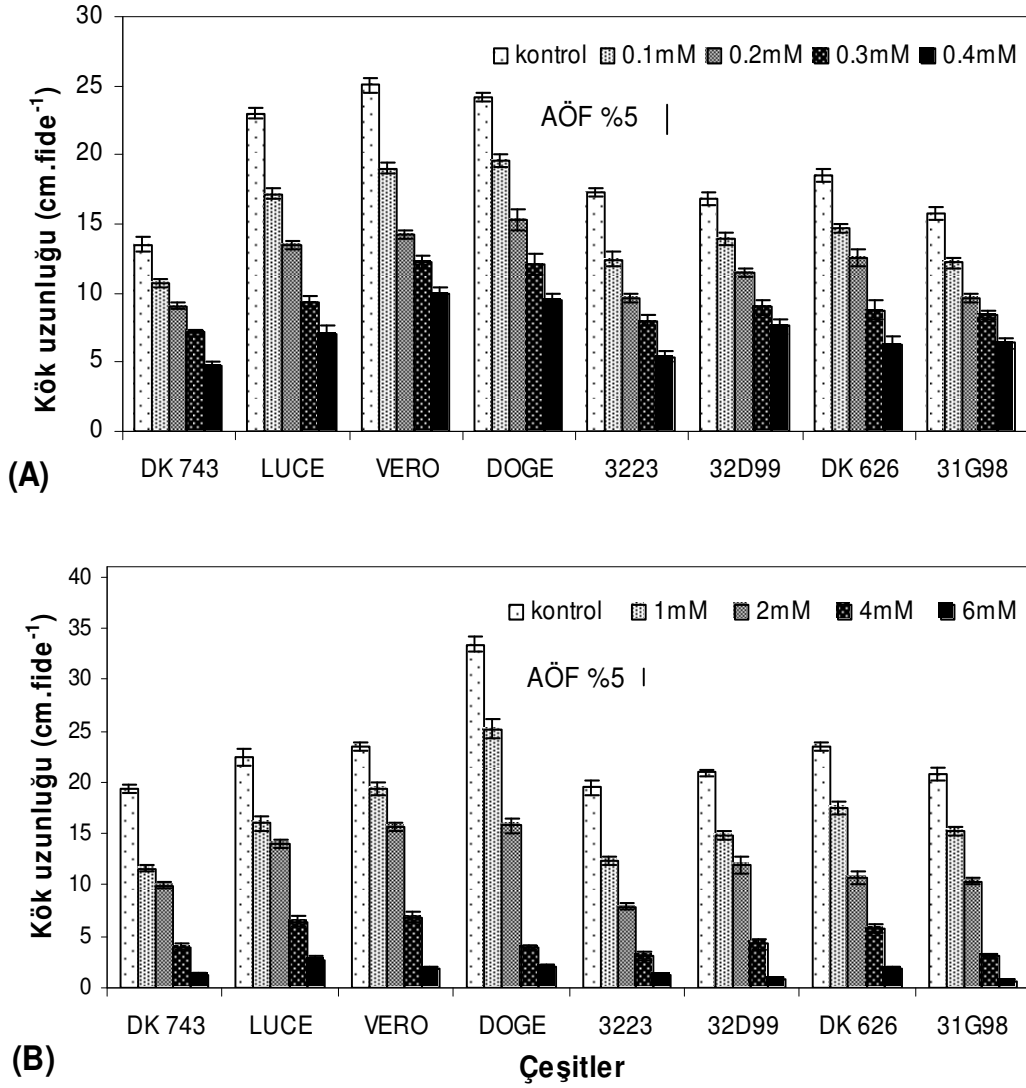 30
25
20
15
10
5
0
Kök uzunluğu (cm.fide⁻¹)
kontrol 0.1mM 0.2mM 0.3mM 0.4mM
AÖF %5
DK 743 LUCE VERO DOGE 3223 32D99 DK 626 31G98
(A)
40
35
30
25
20
15
10
5
0
Kök uzunluğu (cm.fide⁻¹)
kontrol 1mM 2mM 4mM 6mM
AÖF %5
DK 743 LUCE VERO DOGE 3223 32D99 DK 626 31G98
(B)
Çeşitler